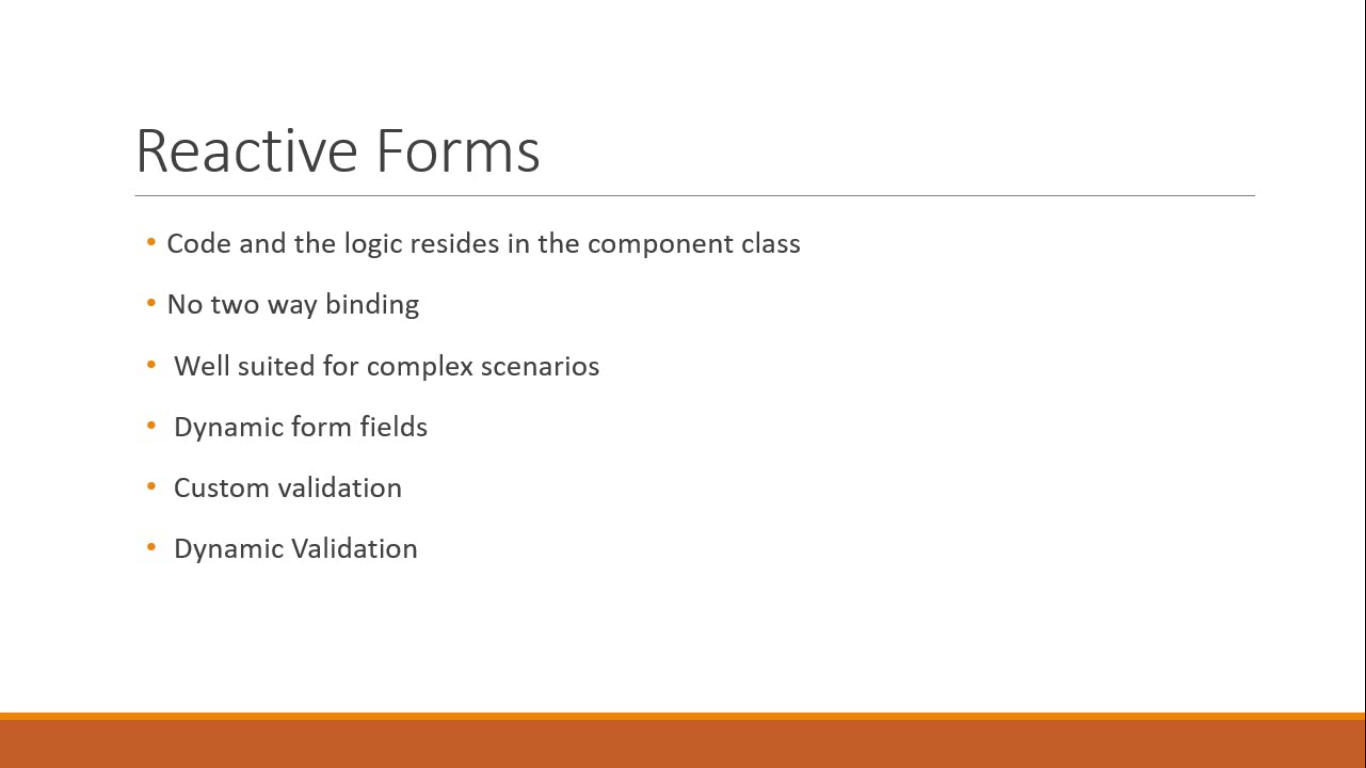 Reactive Forms
• Code and the logic resides in the component class
• No two way binding
• Well suited for complex scenarios
• Dynamic form fields
• Custom validation
• Dynamic Validation